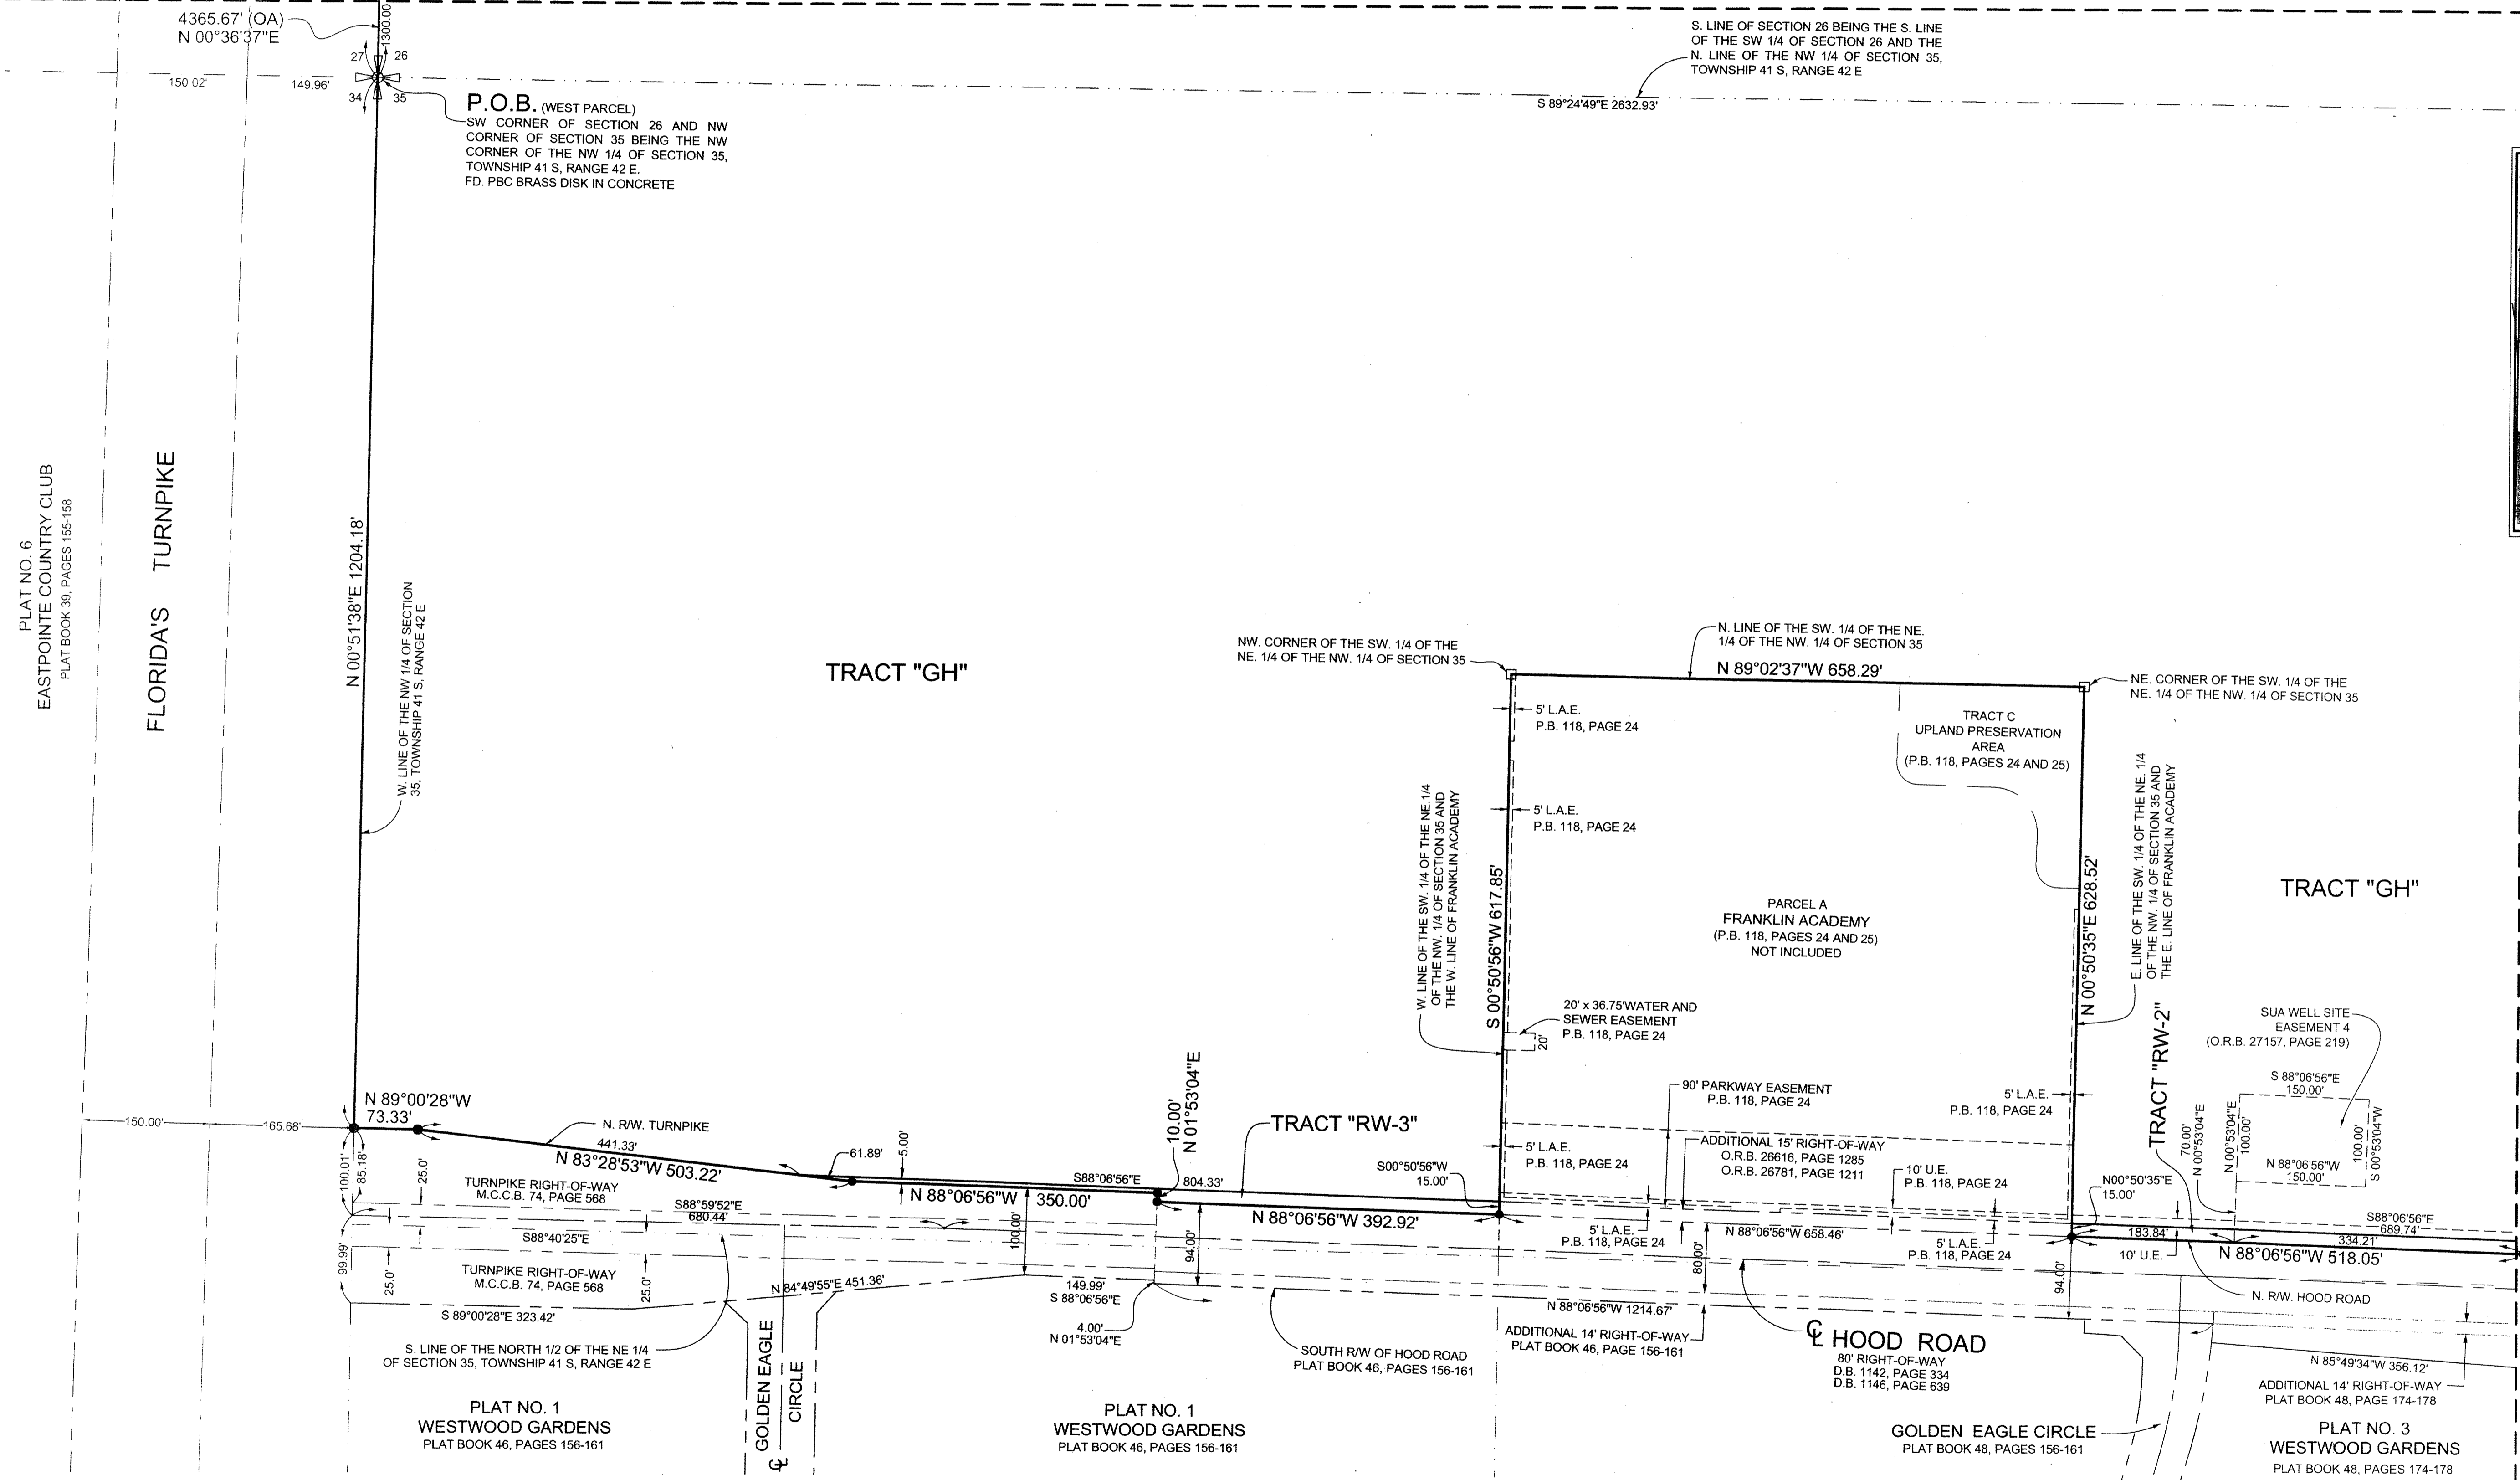 4365.67' (OA)
N 00°36'37"E
1300.00
27
26
34
35
150.02'
149.96'
P.O.B. (WEST PARCEL)
SW CORNER OF SECTION 26 AND NW
CORNER OF SECTION 35 BEING THE NW
CORNER OF THE NW 1/4 OF SECTION 35,
TOWNSHIP 41 S, RANGE 42 E.
FD. PBC BRASS DISK IN CONCRETE
S. LINE OF SECTION 26 BEING THE S. LINE
OF THE SW 1/4 OF SECTION 26 AND THE
N. LINE OF THE NW 1/4 OF SECTION 35,
TOWNSHIP 41 S, RANGE 42 E
S 89°24'49"E 2632.93'
PLAT NO. 6
EASTPOINTE COUNTRY CLUB
PLAT BOOK 39, PAGES 155-158
FLORIDA'S TURNPIKE
N 00°51'38"E 1204.18'
W. LINE OF THE NW 1/4 OF SECTION
35, TOWNSHIP 41 S, RANGE 42 E
TRACT "GH"
NW. CORNER OF THE SW. 1/4 OF THE
NE. 1/4 OF THE NW. 1/4 OF SECTION 35
N. LINE OF THE SW. 1/4 OF THE NE.
1/4 OF THE NW. 1/4 OF SECTION 35
N 89°02'37"W 658.29'
NE. CORNER OF THE SW. 1/4 OF THE
NE. 1/4 OF THE NW. 1/4 OF SECTION 35
5' L.A.E.
P.B. 118, PAGE 24
TRACT C
UPLAND PRESERVATION
AREA
(P.B. 118, PAGES 24 AND 25)
5' L.A.E.
P.B. 118, PAGE 24
W. LINE OF THE SW. 1/4 OF THE NE.1/4
OF THE NW. 1/4 OF SECTION 35 AND
THE W. LINE OF FRANKLIN ACADEMY
S 00°50'56"W 617.85'
PARCEL A
FRANKLIN ACADEMY
(P.B. 118, PAGES 24 AND 25)
NOT INCLUDED
N 00°50'35"E 628.52'
E. LINE OF THE SW. 1/4 OF THE NE. 1/4
OF THE NW. 1/4 OF SECTION 35 AND
THE E. LINE OF FRANKLIN ACADEMY
TRACT "GH"
20' x 36.75'WATER AND
SEWER EASEMENT
P.B. 118, PAGE 24
20'
TRACT "RW-2"
SUA WELL SITE
EASEMENT 4
(O.R.B. 27157, PAGE 219)
S 88°06'56"E
150.00'
70.00'
N 00°53'04"E
N 00°53'04"E
100.00'
N 88°06'56"W
150.00'
100.00'
S 00°53'04"W
N 89°00'28"W
73.33'
150.00'
165.68'
N. R/W. TURNPIKE
441.33'
N 83°28'53"W 503.22'
61.89'
5.00'
10.00'
N 01°53'04"E
TRACT "RW-3"
S88°06'56"E
804.33'
N 88°06'56"W 350.00'
N 88°06'56"W 392.92'
S00°50'56"W
15.00'
90' PARKWAY EASEMENT
P.B. 118, PAGE 24
5' L.A.E.
P.B. 118, PAGE 24
5' L.A.E.
P.B. 118, PAGE 24
ADDITIONAL 15' RIGHT-OF-WAY
O.R.B. 26616, PAGE 1285
O.R.B. 26781, PAGE 1211
10' U.E.
P.B. 118, PAGE 24
5' L.A.E.
P.B. 118, PAGE 24
N 88°06'56"W 658.46'
5' L.A.E.
P.B. 118, PAGE 24
N00°50'35"E
15.00'
183.84'
10' U.E.
S88°06'56"E
689.74'
334.21'
N 88°06'56"W 518.05'
N. R/W. HOOD ROAD
100.01'
85.18'
25.0'
TURNPIKE RIGHT-OF-WAY
M.C.C.B. 74, PAGE 568
S88°59'52"E
680.44'
S88°40'25"E
99.99'
25.0'
TURNPIKE RIGHT-OF-WAY
M.C.C.B. 74, PAGE 568
25.0'
100.00'
94.00'
80.00'
94.00'
S 89°00'28"E 323.42'
N 84°49'55"E 451.36'
149.99'
S 88°06'56"E
4.00'
N 01°53'04"E
N 88°06'56"W 1214.67'
S. LINE OF THE NORTH 1/2 OF THE NE 1/4
OF SECTION 35, TOWNSHIP 41 S, RANGE 42 E
GOLDEN EAGLE
CIRCLE
℄
SOUTH R/W OF HOOD ROAD
PLAT BOOK 46, PAGES 156-161
ADDITIONAL 14' RIGHT-OF-WAY
PLAT BOOK 46, PAGE 156-161
℄ HOOD ROAD
80' RIGHT-OF-WAY
D.B. 1142, PAGE 334
D.B. 1146, PAGE 639
N 85°49'34"W 356.12'
ADDITIONAL 14' RIGHT-OF-WAY
PLAT BOOK 48, PAGE 174-178
PLAT NO. 1
WESTWOOD GARDENS
PLAT BOOK 46, PAGES 156-161
PLAT NO. 1
WESTWOOD GARDENS
PLAT BOOK 46, PAGES 156-161
GOLDEN EAGLE CIRCLE
PLAT BOOK 48, PAGES 156-161
PLAT NO. 3
WESTWOOD GARDENS
PLAT BOOK 48, PAGES 174-178